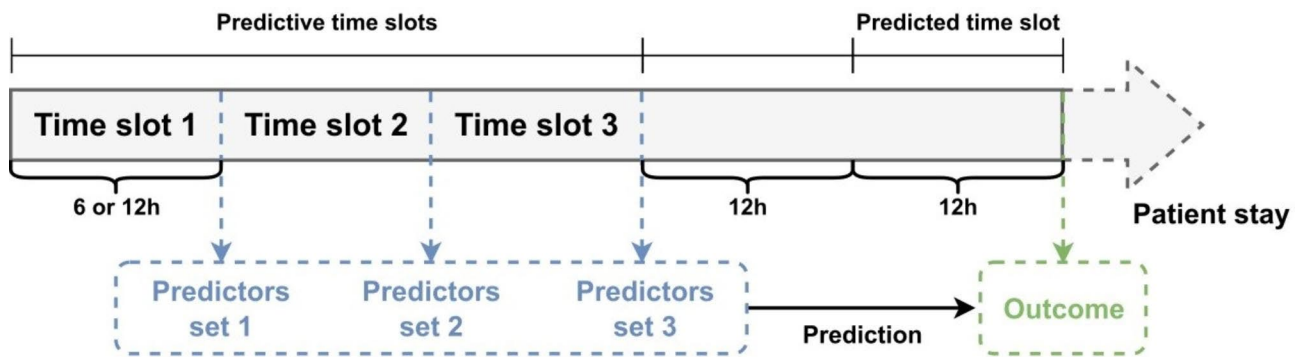 Predictive time slots
Predicted time slot
Time slot 1
Time slot 2
Time slot 3
6 or 12h
12h
12h
Patient stay
Predictors
set 1
Predictors
set 2
Predictors
set 3
Prediction
Outcome